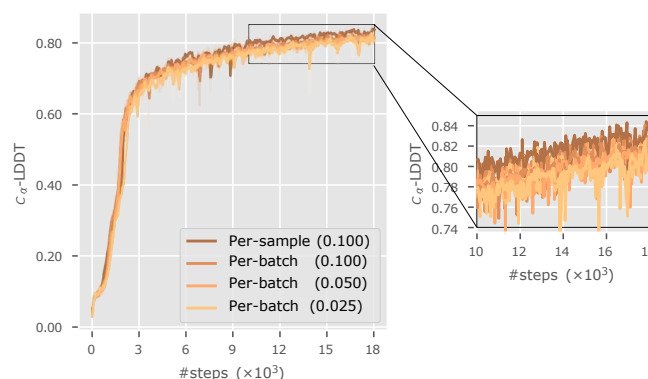 0.80
0.60
0.40
0.20
0.00
C α-LDDT
0 3 6 9 12 15 18
#steps (×10³)
Per-sample (0.100)
Per-batch (0.100)
Per-batch (0.050)
Per-batch (0.025)
0.84
0.82
0.80
0.78
0.76
0.74
C α-LDDT
10 12 14 16 18
#steps (×10³)